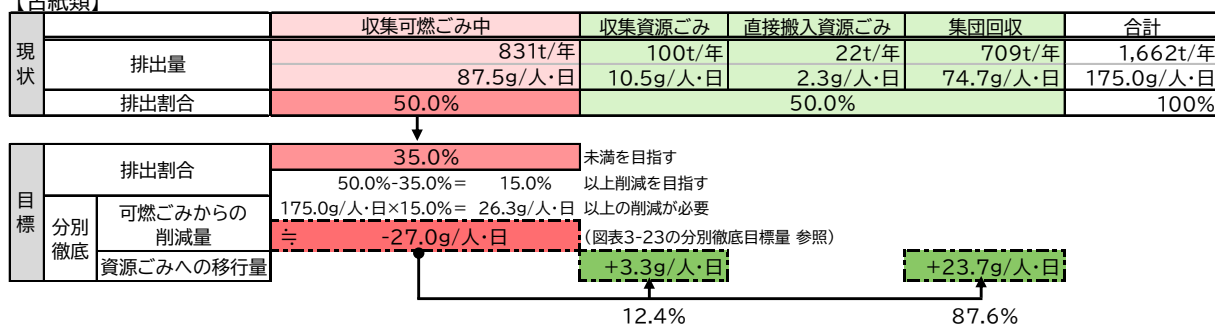 【古紙類】
収集可燃ごみ中 収集資源ごみ 直接搬入資源ごみ 集団回収 合計
現状 排出量 831t/年 100t/年 22t/年 709t/年 1,662t/年
87.5g/人・日 10.5g/人・日 2.3g/人・日 74.7g/人・日 175.0g/人・日
排出割合 50.0% 50.0% 100%
目標 排出割合 35.0% 未満を目指す
50.0%-35.0%= 15.0% 以上削減を目指す
分別徹底 可燃ごみからの削減量 175.0g/人・日×15.0%= 26.3g/人・日 以上の削減が必要
≒ -27.0g/人・日 (図表3-23の分別徹底目標量 参照)
資源ごみへの移行量 +3.3g/人・日 +23.7g/人・日
12.4% 87.6%